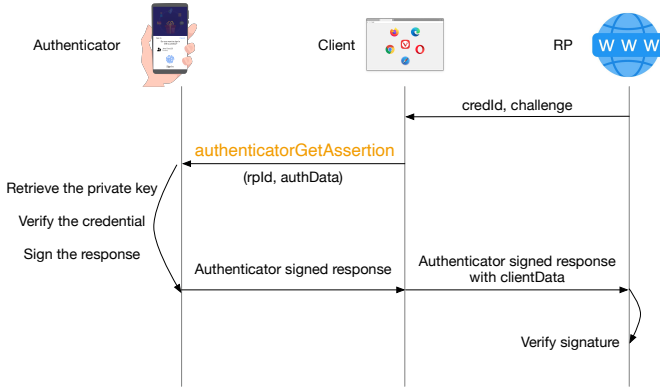 Authenticator
Client
RP
W W W
credId, challenge
authenticatorGetAssertion
(rpId, authData)
Retrieve the private key
Verify the credential
Sign the response
Authenticator signed response
Authenticator signed response
with clientData
Verify signature